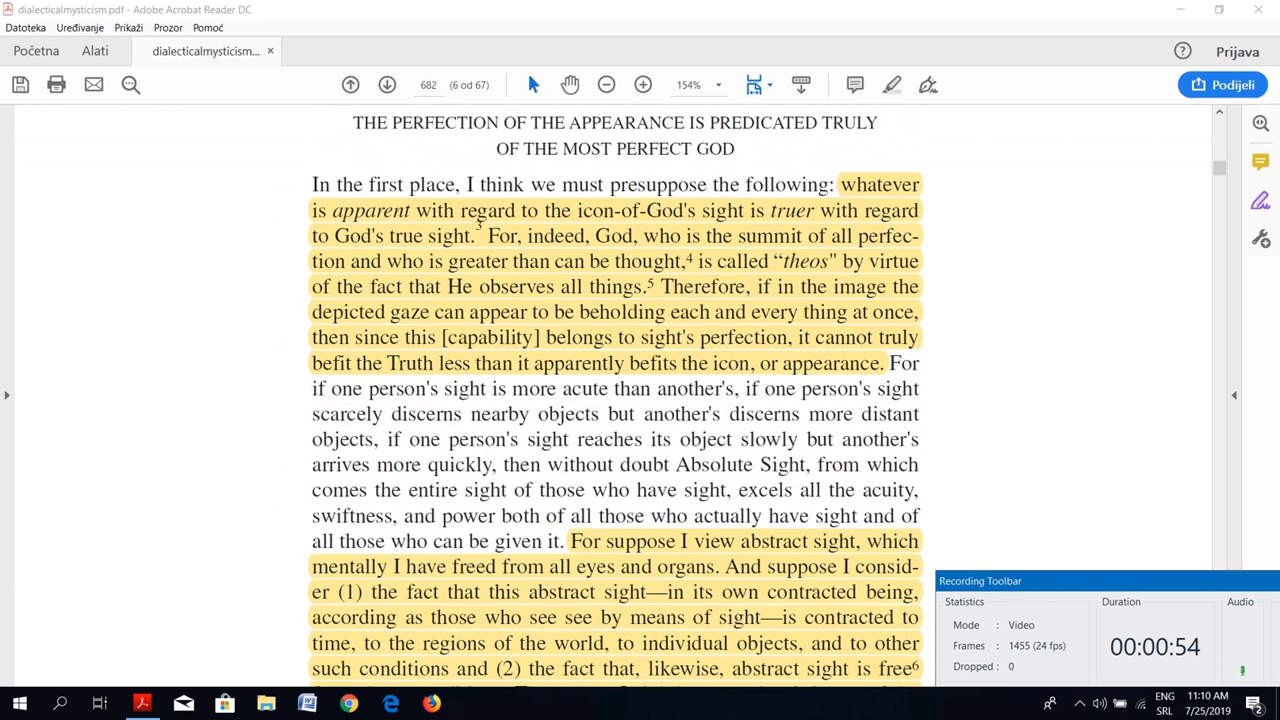 dialecticalmysticism.pdf - Adobe Acrobat Reader DC
Datoteka Uređivanje Prikaži Prozor Pomoć
Početna Alati dialecticalmysticism... × Prijava
682 (6 od 67) 154% Podijeli
THE PERFECTION OF THE APPEARANCE IS PREDICATED TRULY
OF THE MOST PERFECT GOD
In the first place, I think we must presuppose the following: whatever
is apparent with regard to the icon-of-God's sight is truer with regard
to God's true sight.3 For, indeed, God, who is the summit of all perfec-
tion and who is greater than can be thought,4 is called “theos" by virtue
of the fact that He observes all things.5 Therefore, if in the image the
depicted gaze can appear to be beholding each and every thing at once,
then since this [capability] belongs to sight's perfection, it cannot truly
befit the Truth less than it apparently befits the icon, or appearance. For
if one person's sight is more acute than another's, if one person's sight
scarcely discerns nearby objects but another's discerns more distant
objects, if one person's sight reaches its object slowly but another's
arrives more quickly, then without doubt Absolute Sight, from which
comes the entire sight of those who have sight, excels all the acuity,
swiftness, and power both of all those who actually have sight and of
all those who can be given it. For suppose I view abstract sight, which
mentally I have freed from all eyes and organs. And suppose I consid-
er (1) the fact that this abstract sight—in its own contracted being,
according as those who see see by means of sight—is contracted to
time, to the regions of the world, to individual objects, and to other
such conditions and (2) the fact that, likewise, abstract sight is free6
Recording Toolbar
Statistics Duration Audio
Mode : Video
Frames : 1455 (24 fps)
Dropped : 0
00:00:54
ENG 11:10 AM
SRL 7/25/2019
2